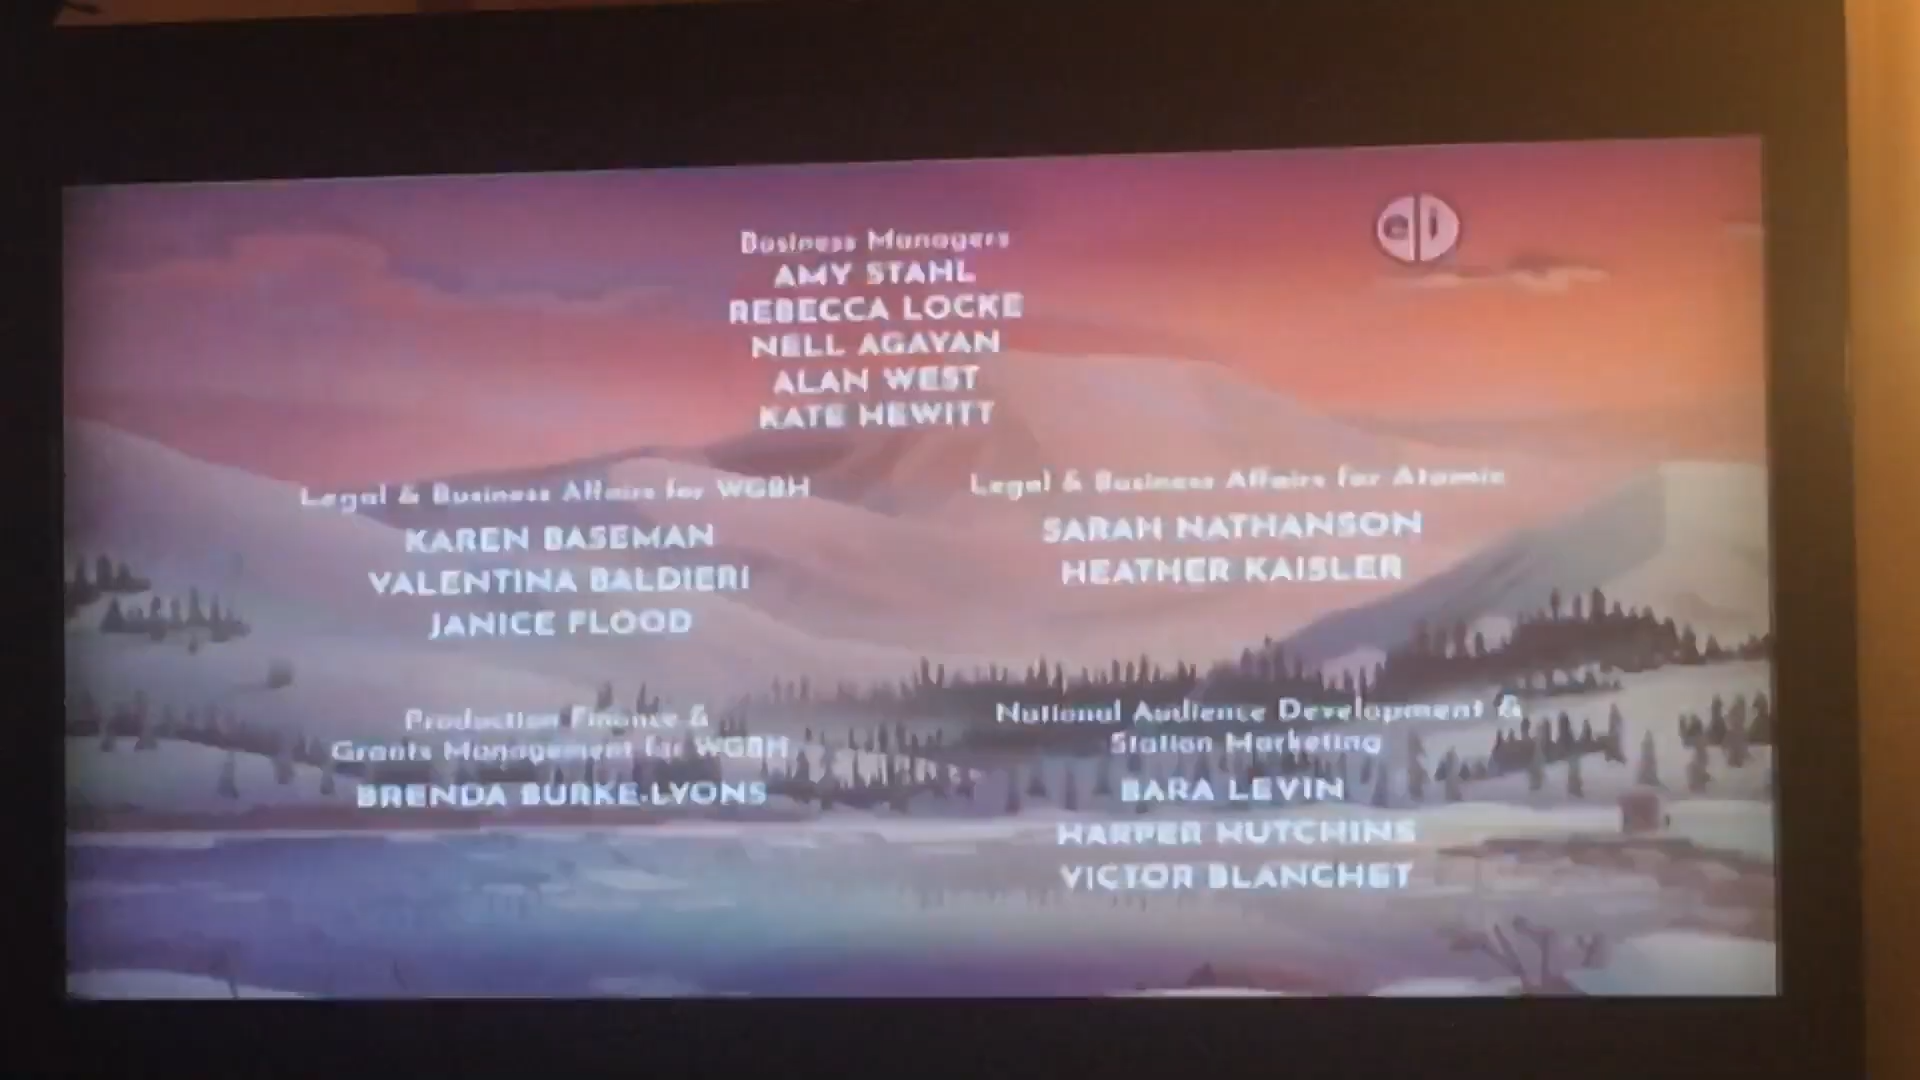 e i
Business Managers
AMY STAHL
REBECCA LOCKE
NELL AGAYAN
ALAN WEST
KATE HEWITT
Legal & Business Affairs for WGBH
KAREN BASEMAN
VALENTINA BALDIERI
JANICE FLOOD
Legal & Business Affairs for Atomic
SARAH NATHANSON
HEATHER KAISLER
Production Finance &
Grants Management for WGBH
BRENDA BURKE-LYONS
National Audience Development &
Station Marketing
BARA LEVIN
HARPER HUTCHINS
VICTOR BLANCHET